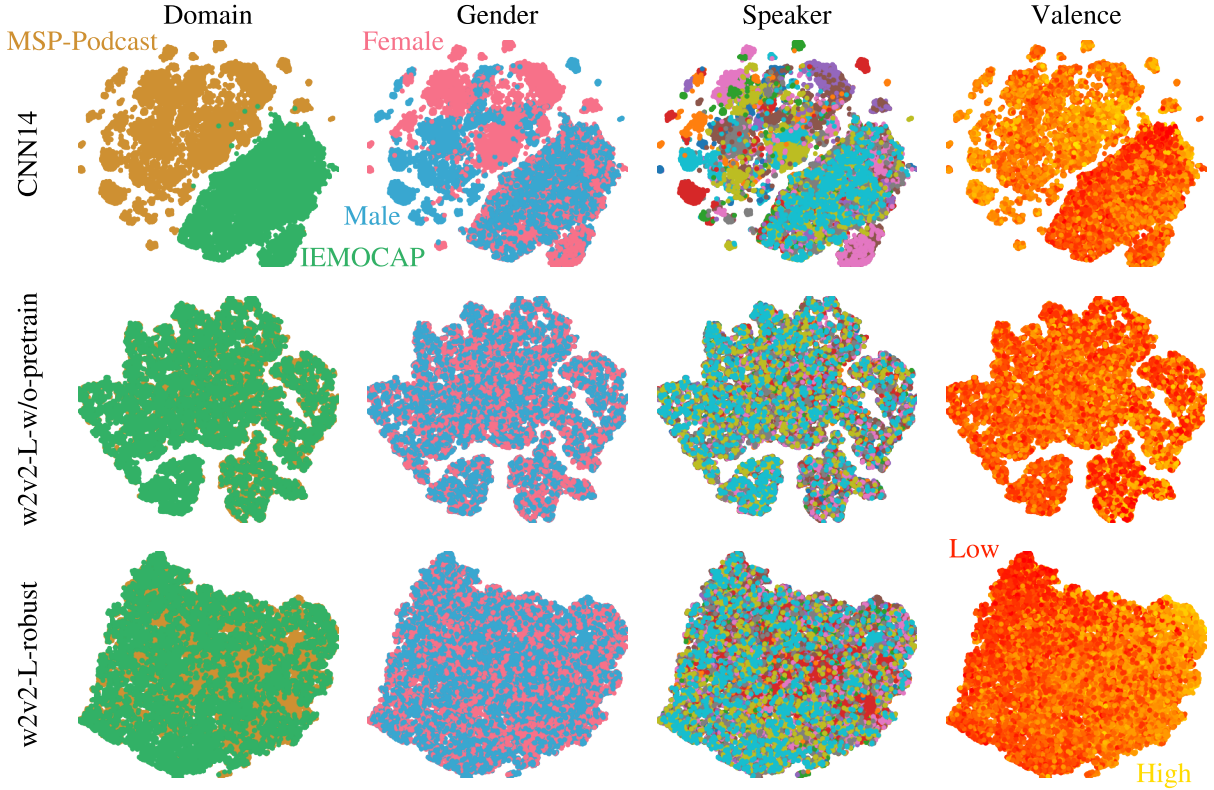 Domain
Gender
Speaker
Valence
MSP-Podcast
Female
CNN14
Male
IEMOCAP
w2v2-L-w/o-pretrain
Low
w2v2-L-robust
High